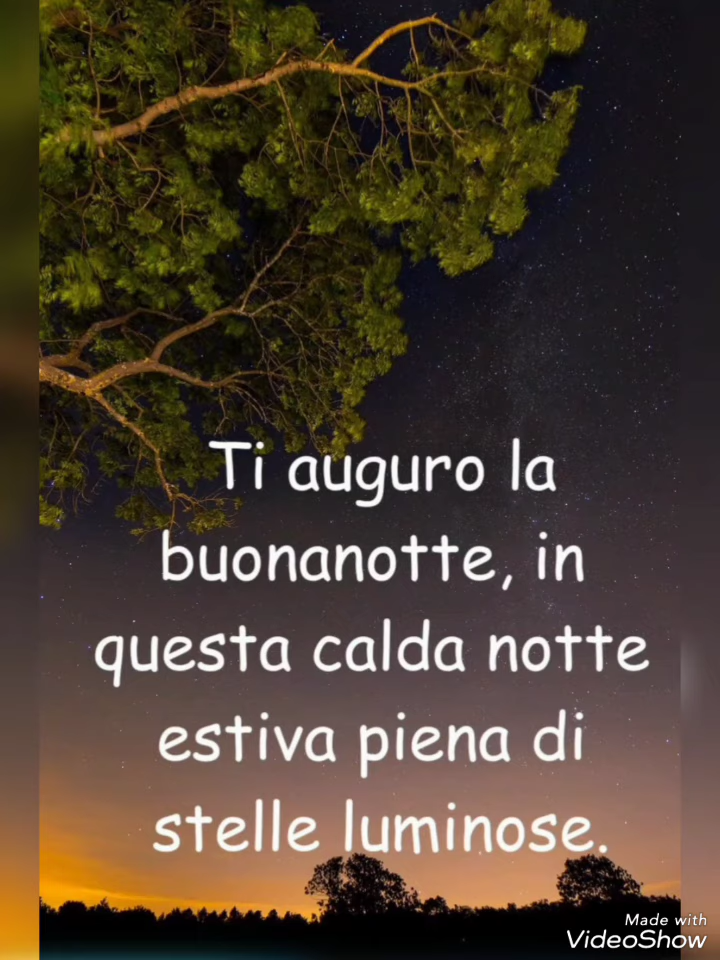 Ti auguro la
buonanotte, in
questa calda notte
estiva piena di
stelle luminose.
Made with
VideoShow